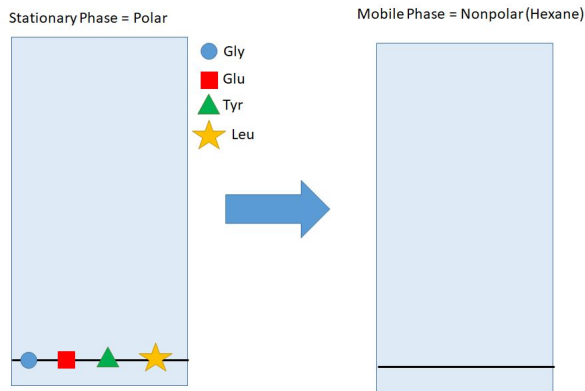 Stationary Phase = Polar
Mobile Phase = Nonpolar (Hexane)
Gly
Glu
Tyr
Leu